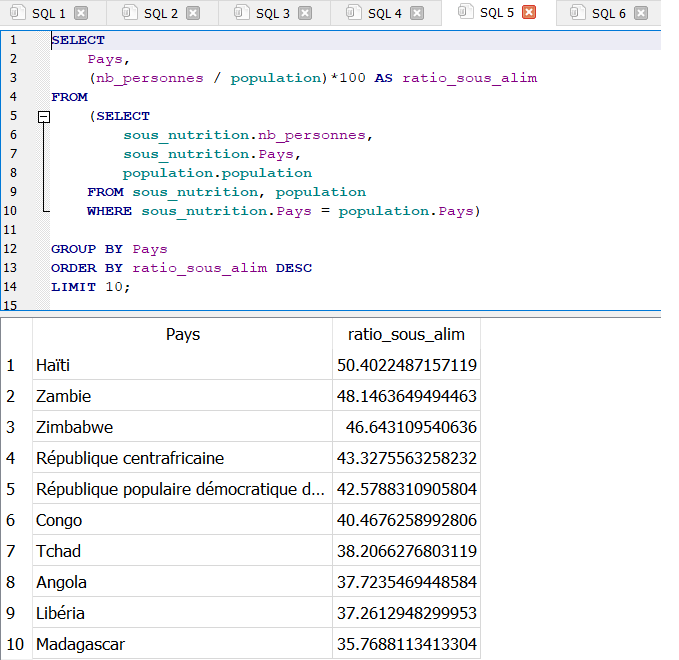 SQL 1 SQL 2 SQL 3 SQL 4 SQL 5 SQL 6
1 SELECT
2 Pays,
3 (nb_personnes / population)*100 AS ratio_sous_alim
4 FROM
5 (SELECT
6 sous_nutrition.nb_personnes,
7 sous_nutrition.Pays,
8 population.population
9 FROM sous_nutrition, population
10 WHERE sous_nutrition.Pays = population.Pays)
11
12 GROUP BY Pays
13 ORDER BY ratio_sous_alim DESC
14 LIMIT 10;
15
Pays ratio_sous_alim
1 Haïti 50.4022487157119
2 Zambie 48.1463649494463
3 Zimbabwe 46.643109540636
4 République centrafricaine 43.3275563258232
5 République populaire démocratique d... 42.5788310905804
6 Congo 40.4676258992806
7 Tchad 38.2066276803119
8 Angola 37.7235469448584
9 Libéria 37.2612948299953
10 Madagascar 35.7688113413304